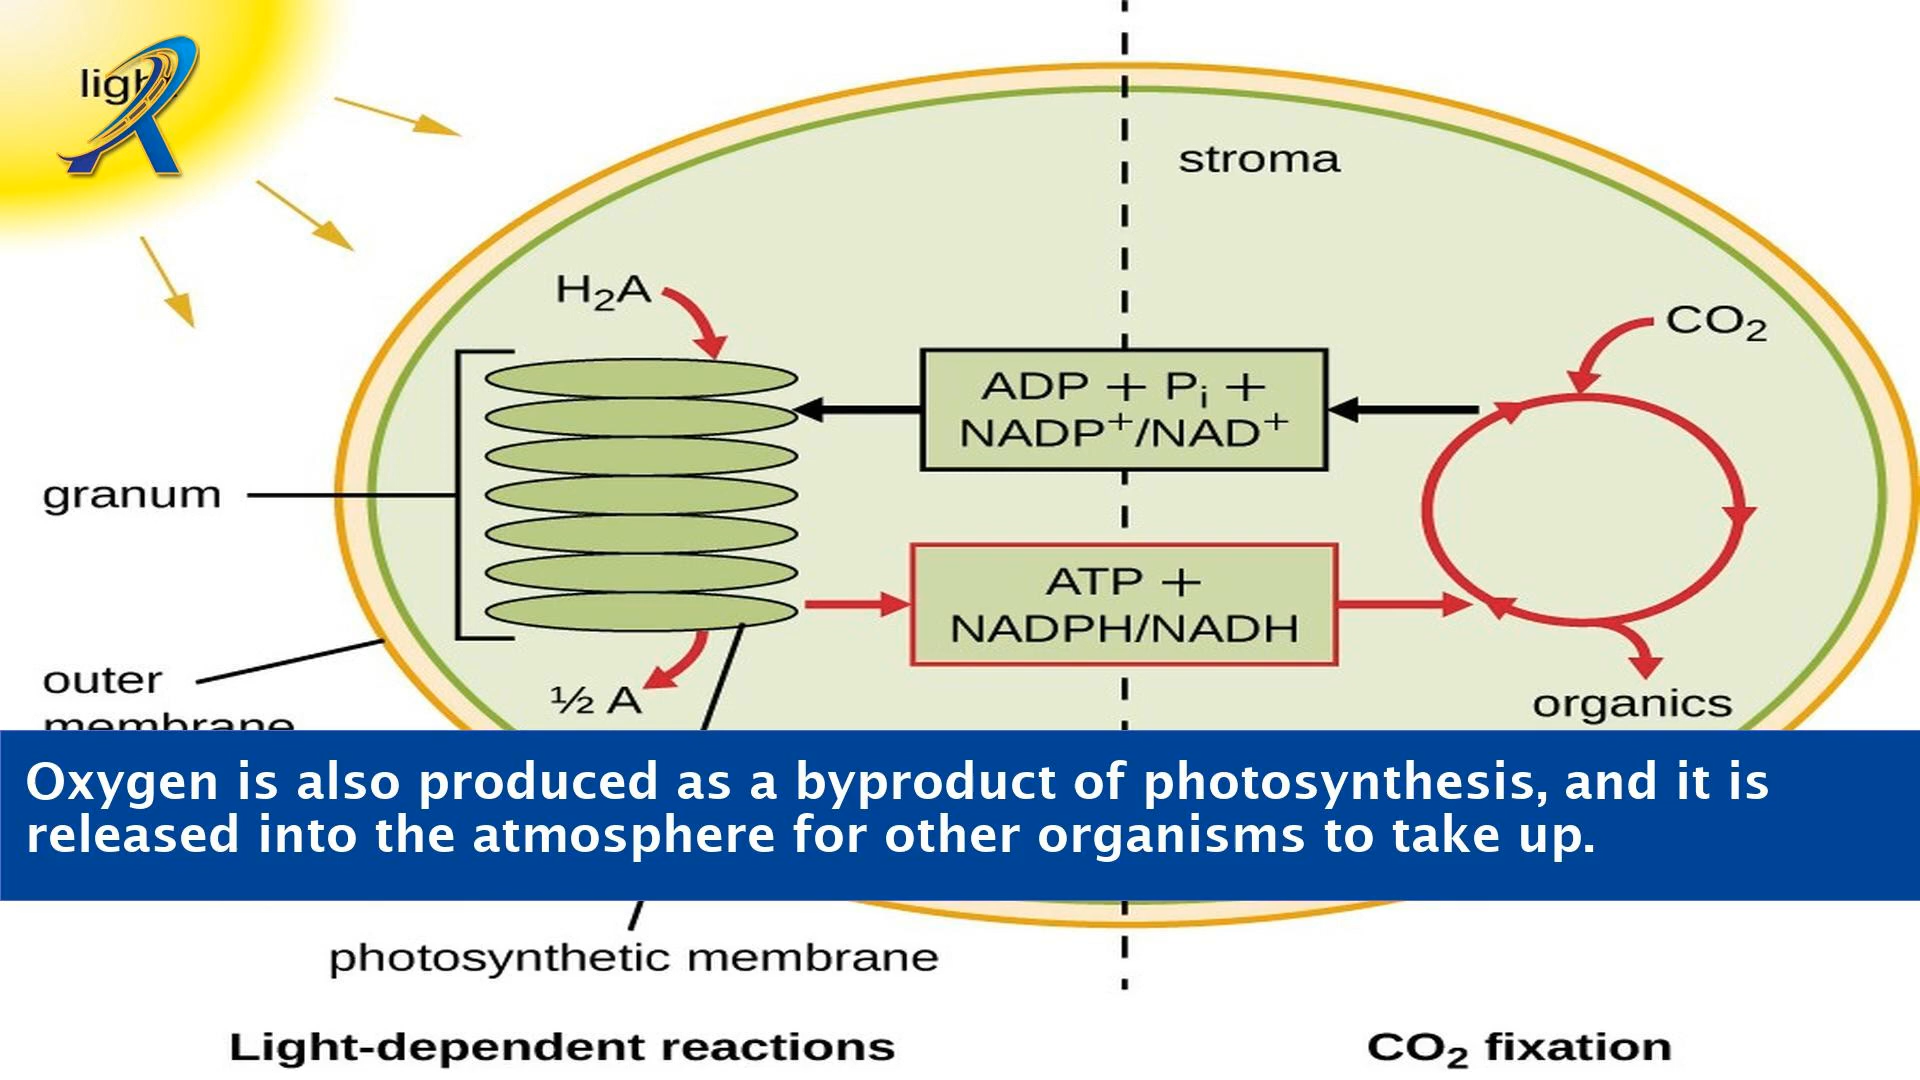 light
stroma
H₂A
CO₂
ADP + Pᵢ +
NADP⁺/NAD⁺
granum
ATP +
NADPH/NADH
outer
membrane
½ A
organics
Oxygen is also produced as a byproduct of photosynthesis, and it is
released into the atmosphere for other organisms to take up.
photosynthetic membrane
Light-dependent reactions
CO₂ fixation